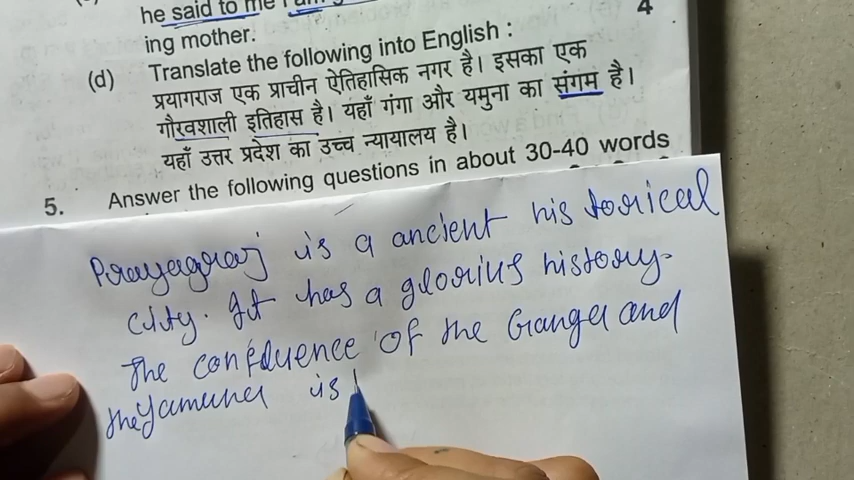 he said to me I am
ing mother.
4
(d) Translate the following into English :
प्रयागराज एक प्राचीन ऐतिहासिक नगर है। इसका एक
गौरवशाली इतिहास है। यहाँ गंगा और यमुना का संगम है।
यहाँ उत्तर प्रदेश का उच्च न्यायालय है।
5. Answer the following questions in about 30-40 words
Prayagraj is a ancient historical
city. It has a glorius history.
The confluence of the Ganga and
the Yamuna is